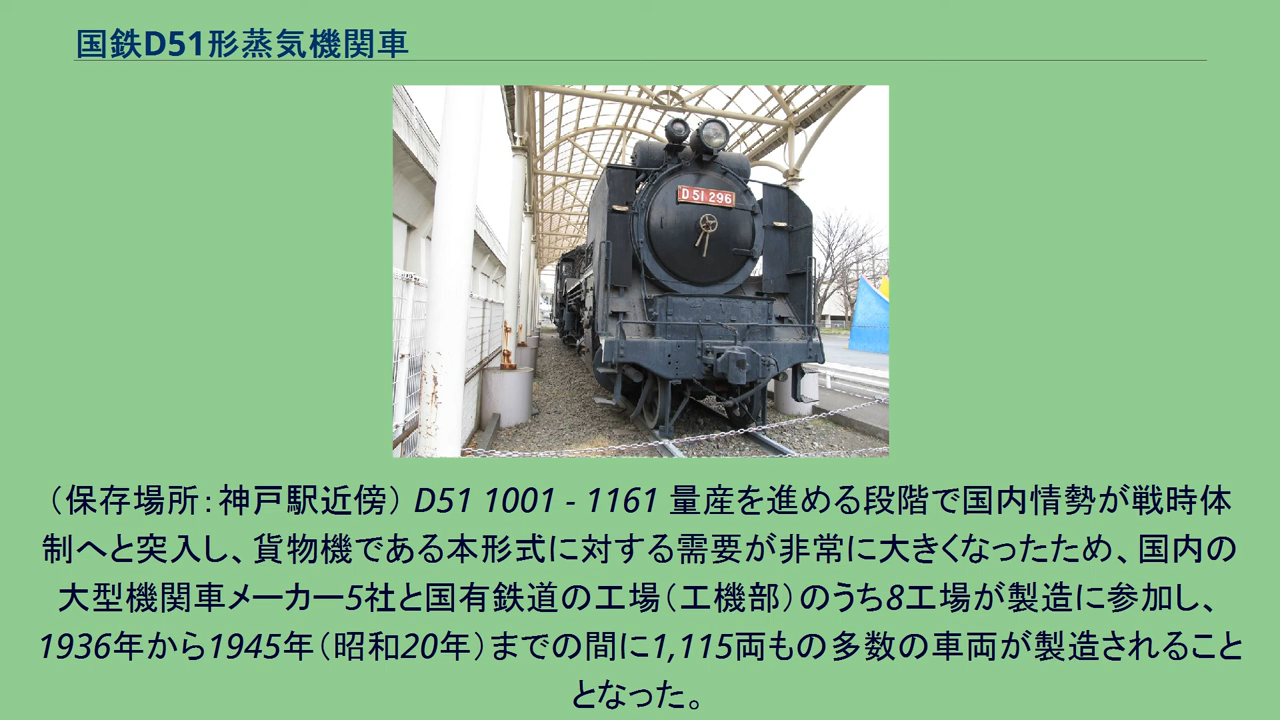 国鉄D51形蒸気機関車
D51 296
（保存場所：神戸駅近傍） D51 1001 - 1161 量産を進める段階で国内情勢が戦時体
制へと突入し、貨物機である本形式に対する需要が非常に大きくなったため、国内の
大型機関車メーカー5社と国有鉄道の工場（工機部）のうち8工場が製造に参加し、
1936年から1945年（昭和20年）までの間に1,115両もの多数の車両が製造されること
となった。